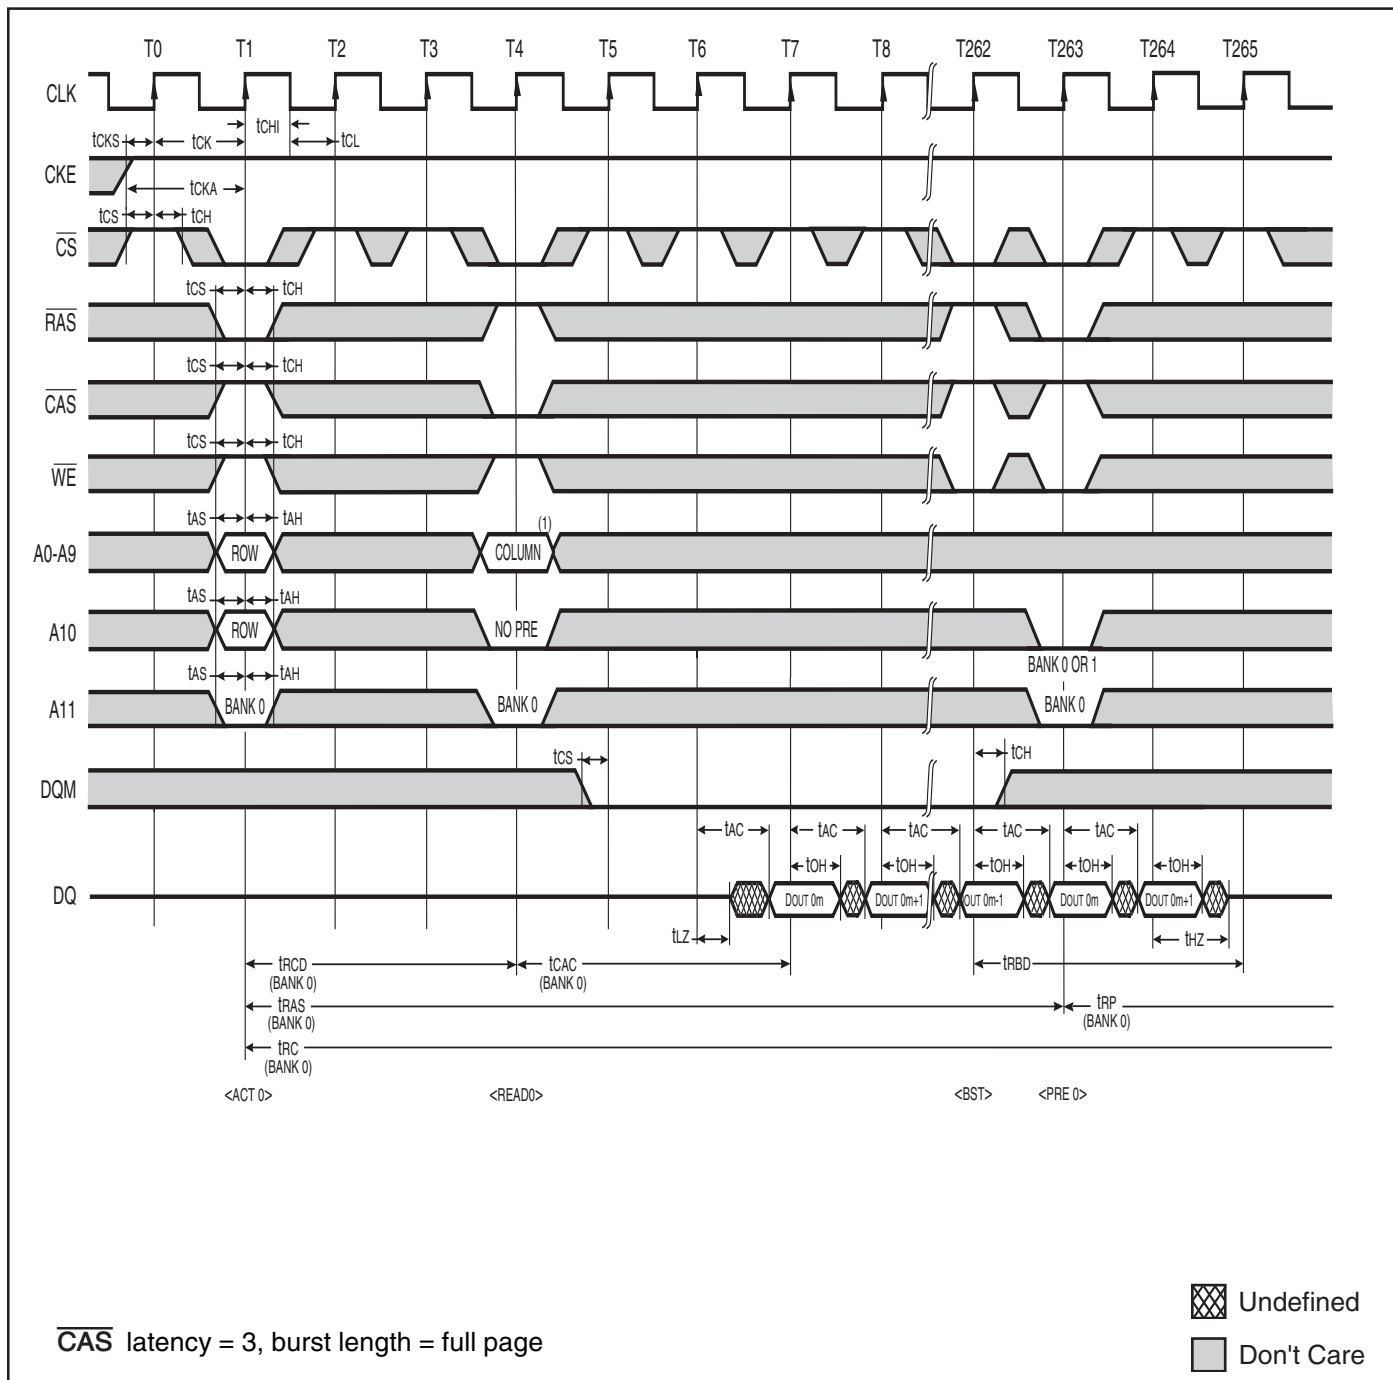 T0 T1 T2 T3 T4 T5 T6 T7 T8 T262 T263 T264 T265
CLK
tCHI
tCKS tCK tCL
CKE
tCKA
tCS tCH
CS
tCS tCH
RAS
tCS tCH
CAS
tCS tCH
WE
tAS tAH (1)
A0-A9 ROW COLUMN
tAS tAH
A10 ROW NO PRE
BANK 0 OR 1
tAS tAH
A11 BANK 0 BANK 0 BANK 0
tCS tCH
DQM
tAC tAC tAC tAC tAC
tOH tOH tOH tOH tOH
DQ DOUT 0m DOUT 0m+1 OUT 0m-1 DOUT 0m DOUT 0m+1
tLZ tHZ
tRCD tCAC tRBD
(BANK 0) (BANK 0)
tRAS tRP
(BANK 0) (BANK 0)
tRC
(BANK 0)
<ACT 0> <READ0> <BST> <PRE 0>
Undefined
CAS latency = 3, burst length = full page
Don't Care